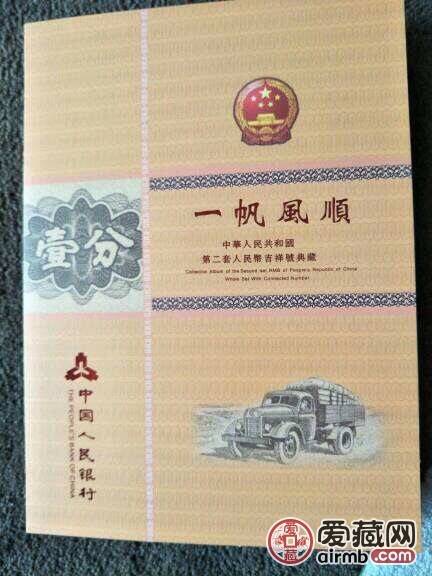 一帆風順
中華人民共和國
第二套人民幣吉祥號典藏
Collection Album of the Second set RMB of People's Republic of China
Whole Set With Connected Number
壹分
中国人民银行
THE PEOPLE'S BANK OF CHINA
爱藏网
airmb.com